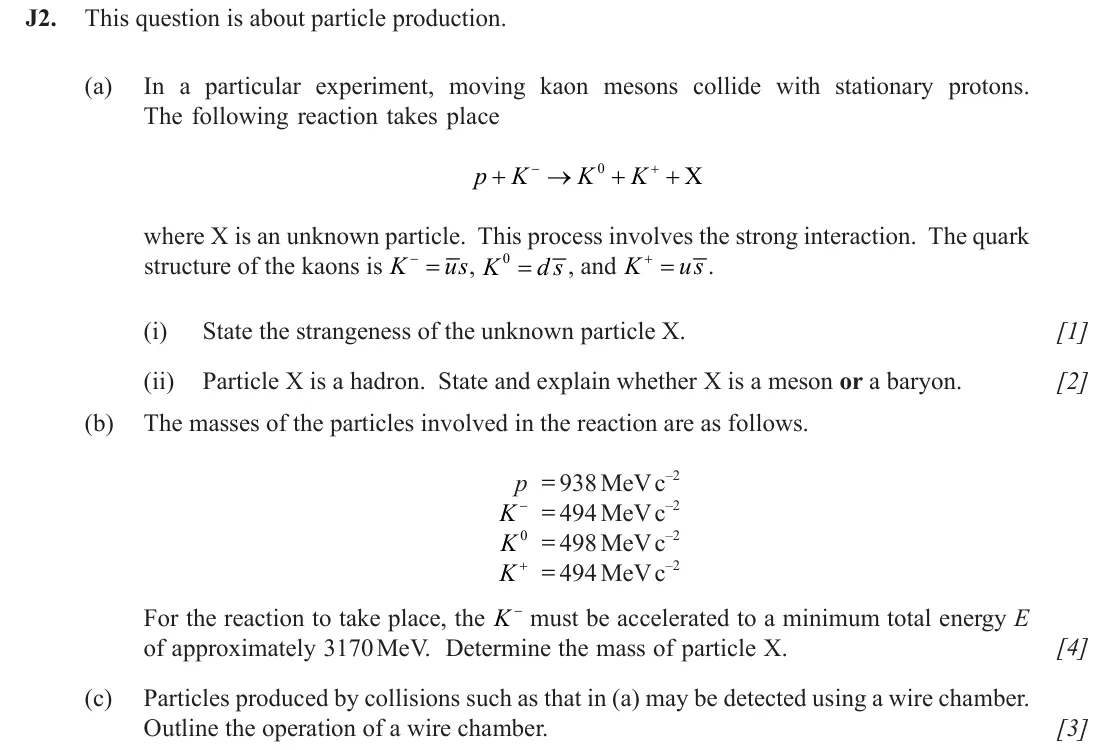 J2. This question is about particle production.
(a) In a particular experiment, moving kaon mesons collide with stationary protons.
The following reaction takes place
p + K⁻ → K⁰ + K⁺ + X
where X is an unknown particle. This process involves the strong interaction. The quark
structure of the kaons is K⁻ = u̅s, K⁰ = ds̅, and K⁺ = us̅.
(i) State the strangeness of the unknown particle X. [1]
(ii) Particle X is a hadron. State and explain whether X is a meson or a baryon. [2]
(b) The masses of the particles involved in the reaction are as follows.
p = 938 MeV c⁻²
K⁻ = 494 MeV c⁻²
K⁰ = 498 MeV c⁻²
K⁺ = 494 MeV c⁻²
For the reaction to take place, the K⁻ must be accelerated to a minimum total energy E
of approximately 3170 MeV. Determine the mass of particle X. [4]
(c) Particles produced by collisions such as that in (a) may be detected using a wire chamber.
Outline the operation of a wire chamber. [3]